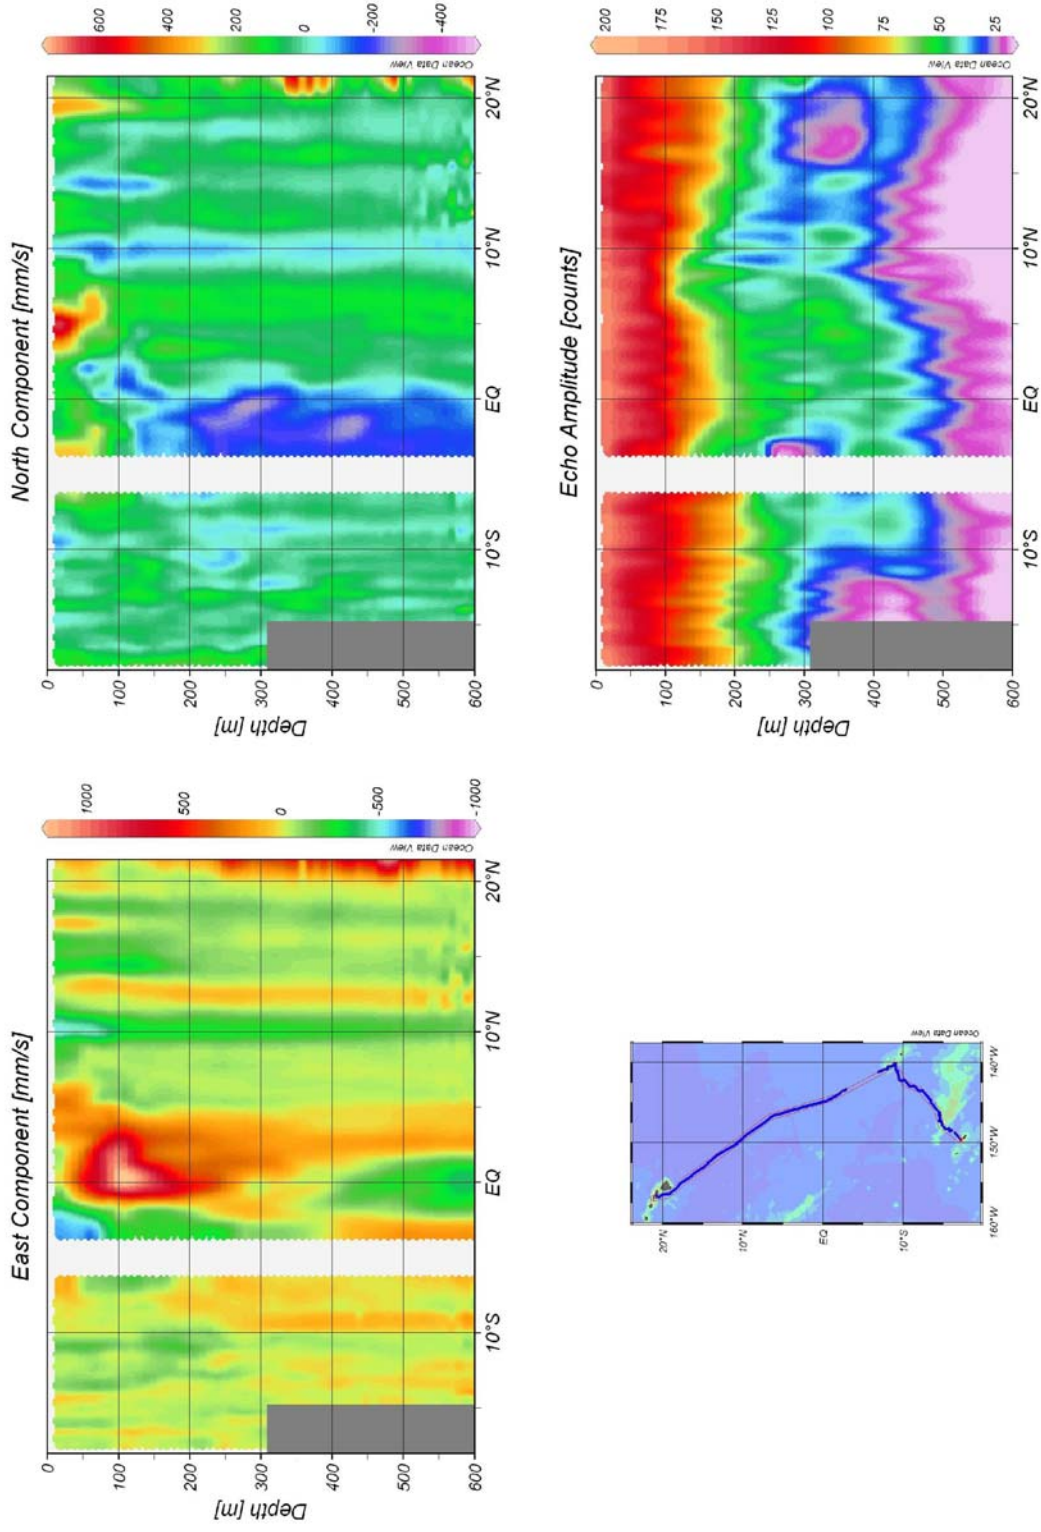 East Component [mm/s]
Depth [m]
0
100
200
300
400
500
600
10°S
EQ
10°N
20°N
Ocean Data View
1000
500
0
-500
-1000
North Component [mm/s]
Depth [m]
0
100
200
300
400
500
600
10°S
EQ
10°N
20°N
Ocean Data View
600
400
200
0
-200
-400
20°N
10°N
EQ
10°S
160°W
150°W
140°W
Ocean Data View
Echo Amplitude [counts]
Depth [m]
0
100
200
300
400
500
600
10°S
EQ
10°N
20°N
Ocean Data View
200
175
150
125
100
75
50
25